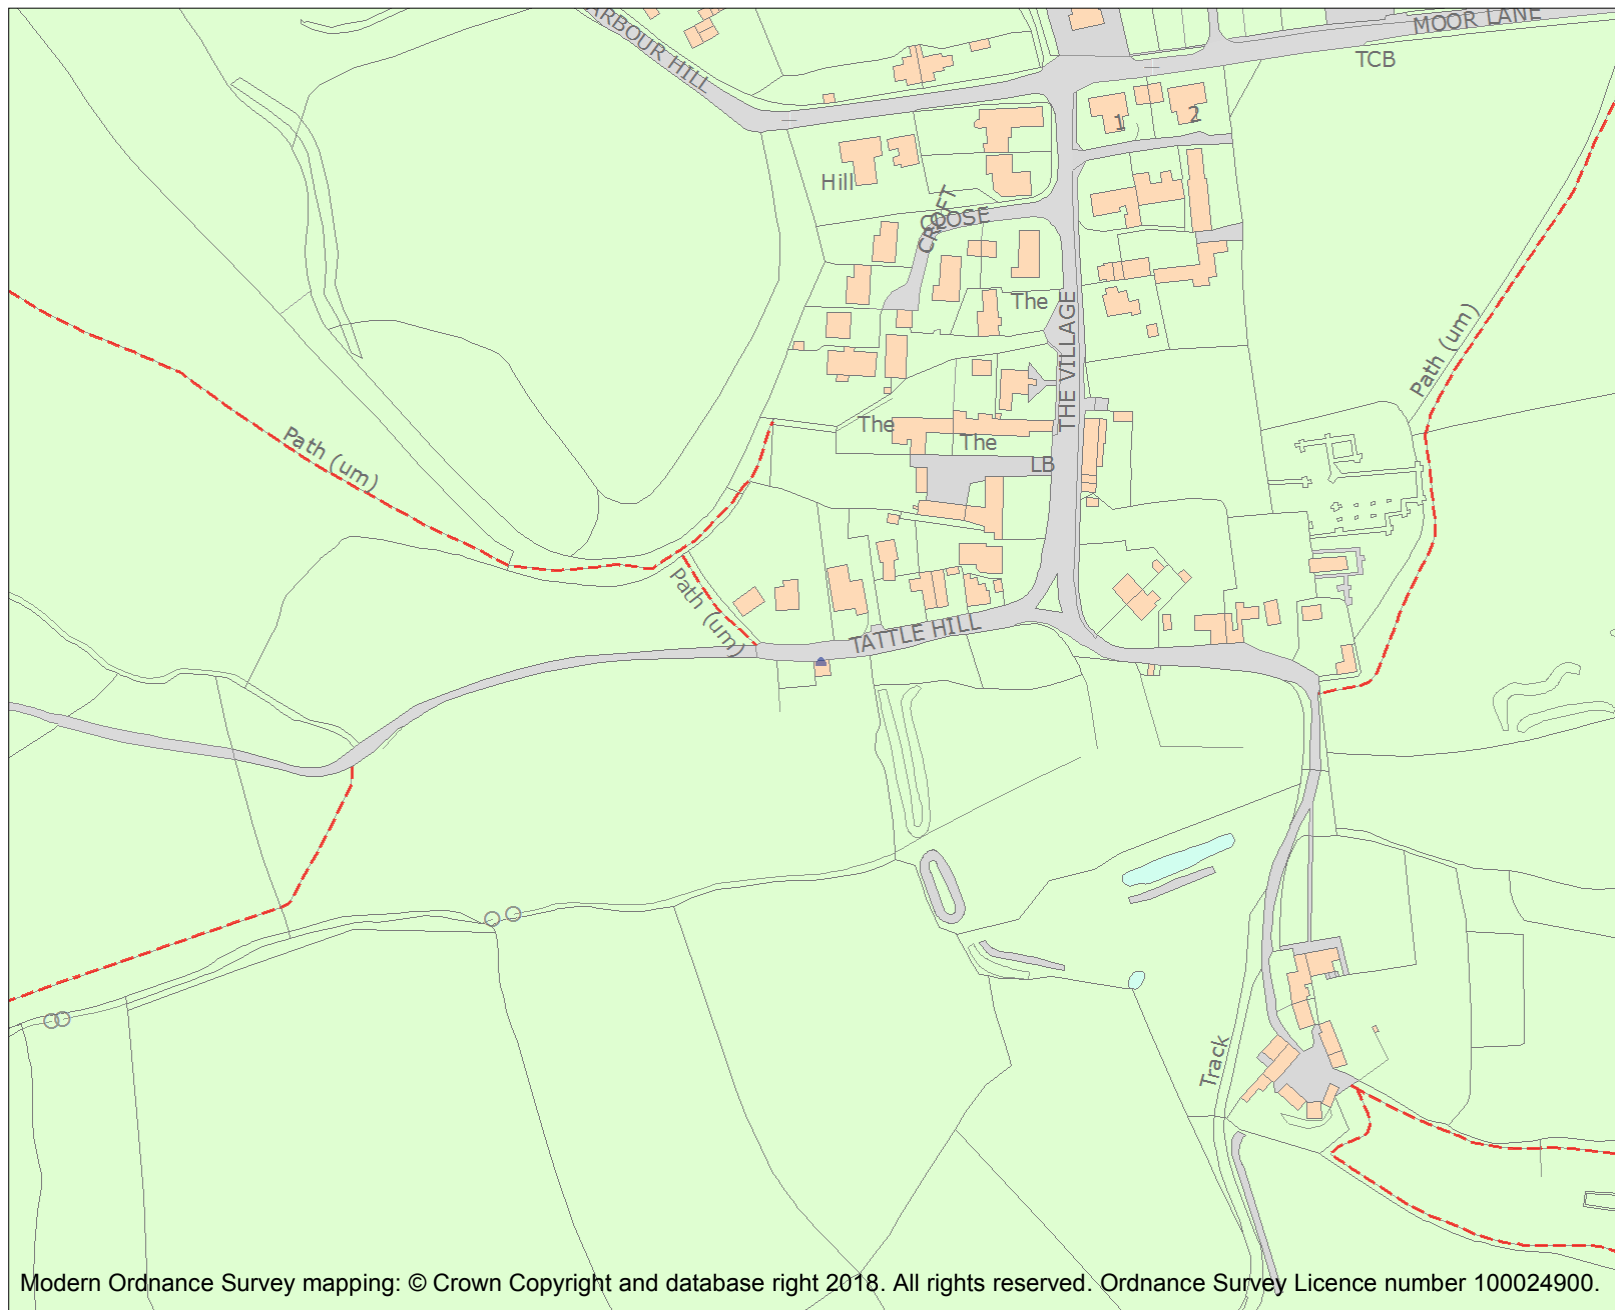 ARBOUR HILL
MOOR LANE
TCB
1
2
Hill
CROFT
CLOSE
The
THE VILLAGE
Path (um)
The
The
LB
Path (um)
Path (um)
TATTLE HILL
Track
Modern Ordnance Survey mapping: © Crown Copyright and database right 2018. All rights reserved. Ordnance Survey Licence number 100024900.